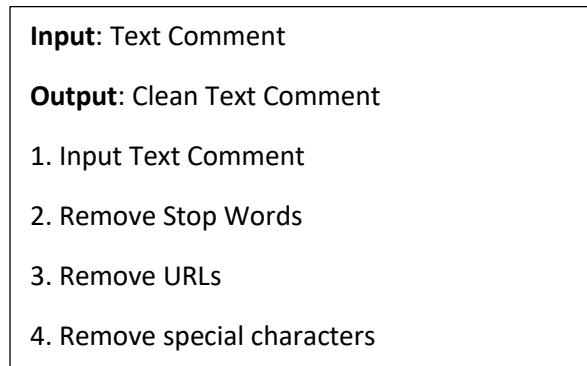 Input: Text Comment
Output: Clean Text Comment
1. Input Text Comment
2. Remove Stop Words
3. Remove URLs
4. Remove special characters